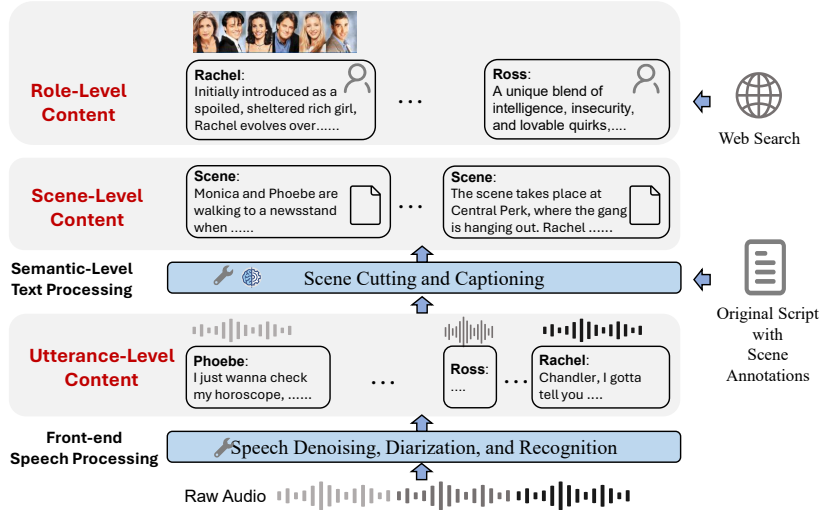 Role-Level
Content
Rachel:
Initially introduced as a
spoiled, sheltered rich girl,
Rachel evolves over......
...
Ross:
A unique blend of
intelligence, insecurity,
and lovable quirks,....
Web Search
Scene-Level
Content
Scene:
Monica and Phoebe are
walking to a newsstand
when ......
...
Scene:
The scene takes place at
Central Perk, where the gang
is hanging out. Rachel ......
Semantic-Level
Text Processing
Scene Cutting and Captioning
Original Script
with
Scene
Annotations
Utterance-Level
Content
Phoebe:
I just wanna check
my horoscope, ......
...
Ross:
....
...
Rachel:
Chandler, I gotta
tell you ....
Front-end
Speech Processing
Speech Denoising, Diarization, and Recognition
Raw Audio